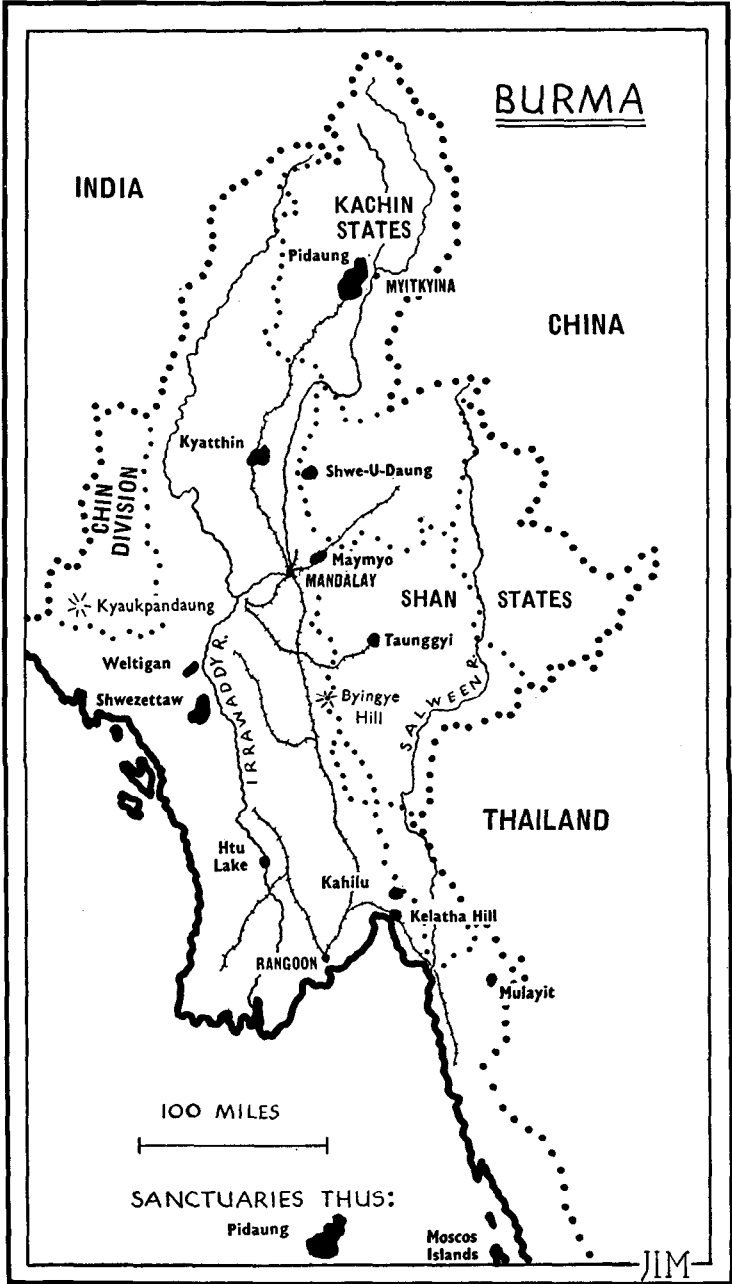 BURMA
INDIA
KACHIN
STATES
Pidaung
MYITKYINA
CHINA
Kyatthin
Shwe-U-Daung
CHIN
DIVISION
Maymyo
MANDALAY
Kyaukpandaung
SHAN STATES
Taunggyi
Weltigan
Shwezettaw
Byingye
Hill
IRRAWADDY R.
SALWEEN R.
THAILAND
Htu
Lake
Kahilu
Kelatha Hill
RANGOON
Mulayit
100 MILES
SANCTUARIES THUS:
Pidaung
Moscos
Islands
JIM